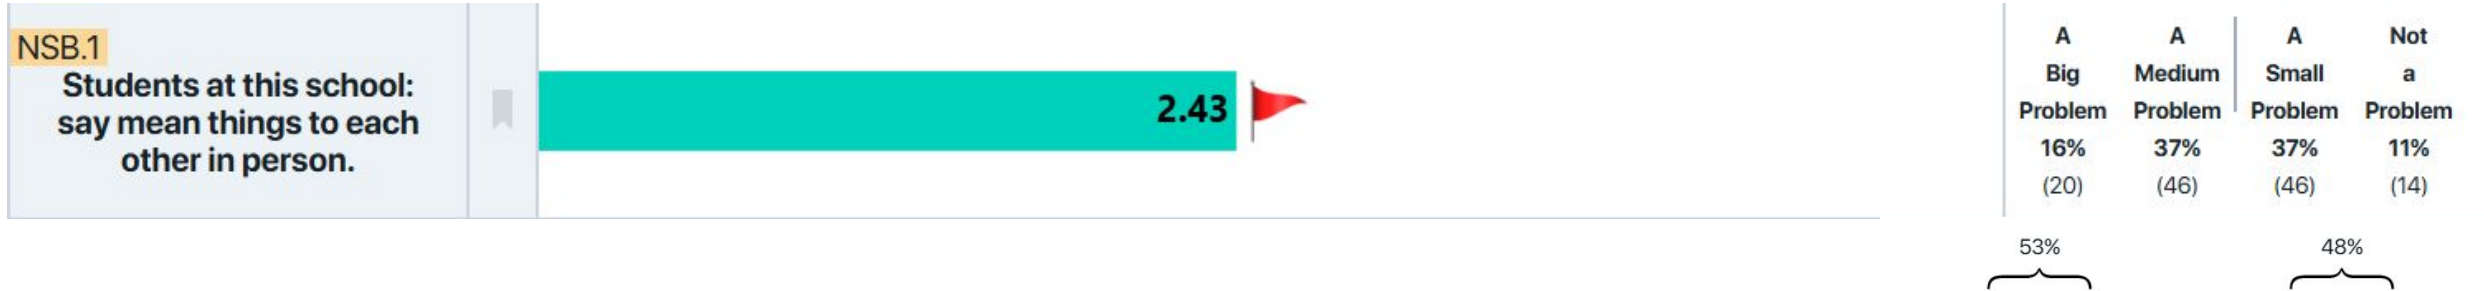 NSB.1
Students at this school:
say mean things to each
other in person.
2.43
A A A Not
Big Medium Small a
Problem Problem Problem Problem
16% 37% 37% 11%
(20) (46) (46) (14)
53% 48%